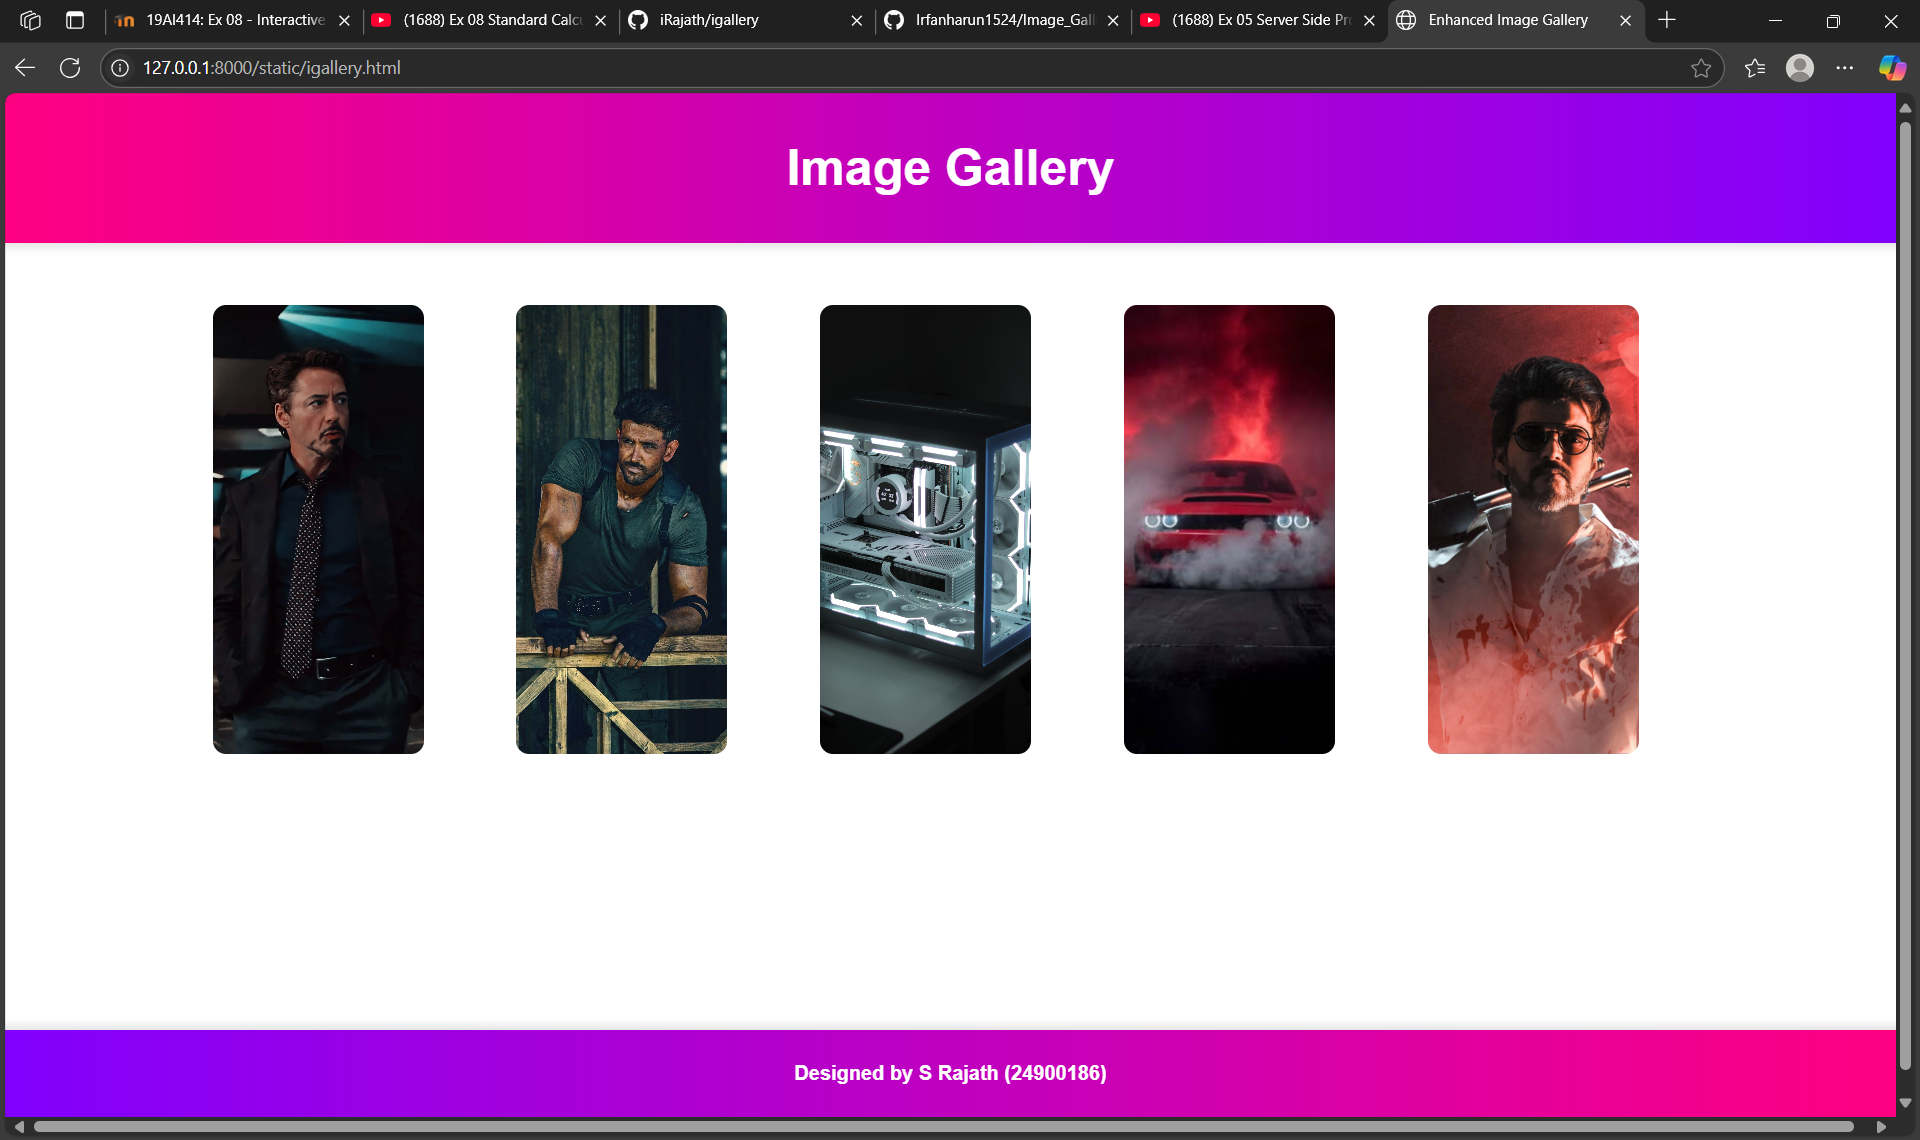 19AI414: Ex 08 - Interactive
(1688) Ex 08 Standard Calcu
iRajath/igallery
Irfanharun1524/Image_Gall
(1688) Ex 05 Server Side Pro
Enhanced Image Gallery
127.0.0.1:8000/static/igallery.html
Image Gallery
Designed by S Rajath (24900186)